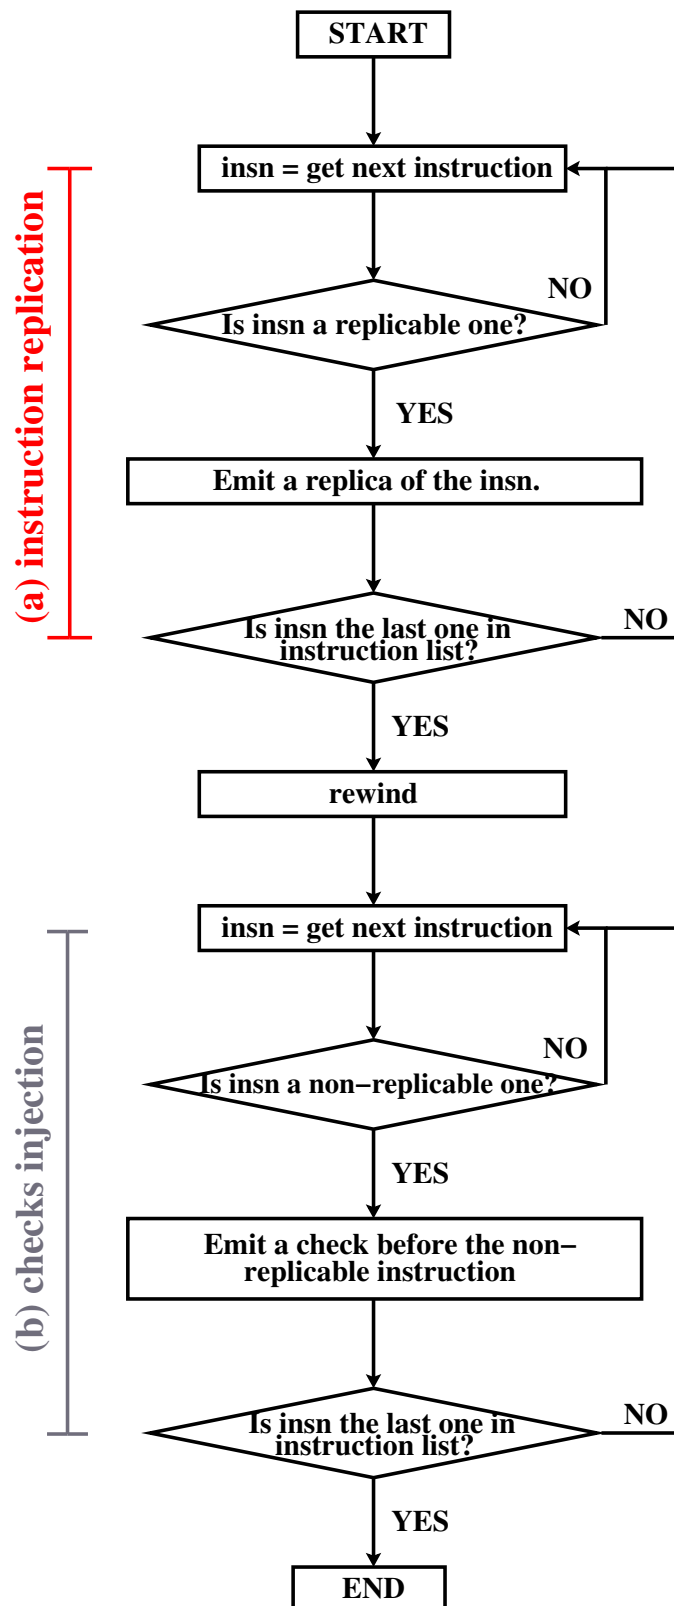 START
(a) instruction replication
insn = get next instruction
NO
Is insn a replicable one?
YES
Emit a replica of the insn.
Is insn the last one in
instruction list?
NO
YES
rewind
(b) checks injection
insn = get next instruction
NO
Is insn a non−replicable one?
YES
Emit a check before the non−
replicable instruction
Is insn the last one in
instruction list?
NO
YES
END